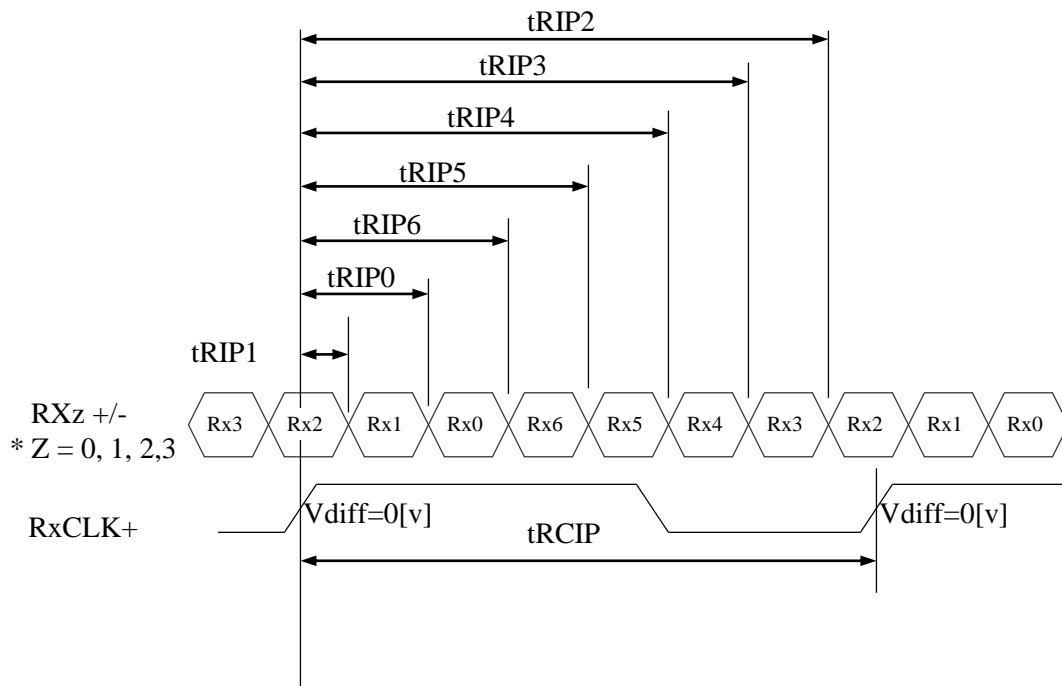 tRIP2
tRIP3
tRIP4
tRIP5
tRIP6
tRIP0
tRIP1
RXz +/-
* Z = 0, 1, 2,3
Rx3 Rx2 Rx1 Rx0 Rx6 Rx5 Rx4 Rx3 Rx2 Rx1 Rx0
RxCLK+
Vdiff=0[v] Vdiff=0[v]
tRCIP